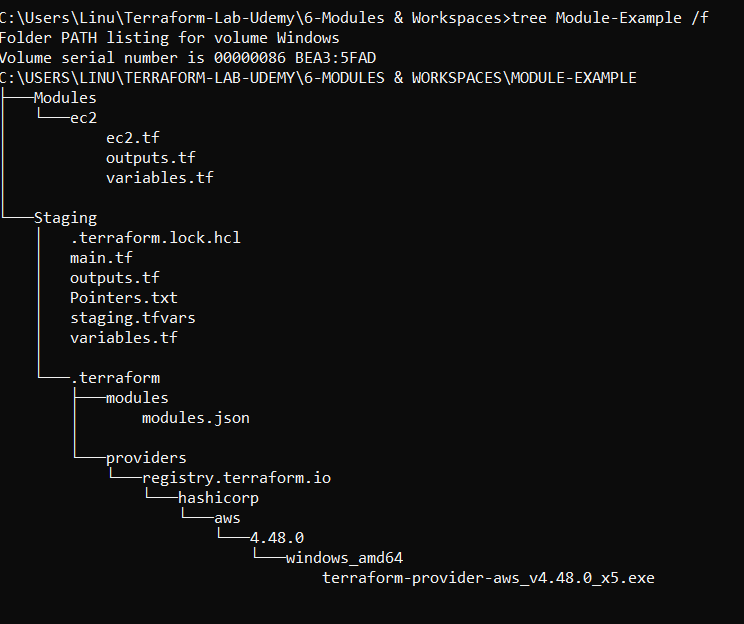 C:\Users\Linu\Terraform-Lab-Udemy\6-Modules & Workspaces>tree Module-Example /f
Folder PATH listing for volume Windows
Volume serial number is 00000086 BEA3:5FAD
C:\USERS\LINU\TERRAFORM-LAB-UDEMY\6-MODULES & WORKSPACES\MODULE-EXAMPLE
├───Modules
│   └───ec2
│           ec2.tf
│           outputs.tf
│           variables.tf
│
└───Staging
    │   .terraform.lock.hcl
    │   main.tf
    │   outputs.tf
    │   Pointers.txt
    │   staging.tfvars
    │   variables.tf
    │
    └───.terraform
        ├───modules
        │       modules.json
        │
        └───providers
            └───registry.terraform.io
                └───hashicorp
                    └───aws
                        └───4.48.0
                            └───windows_amd64
                                    terraform-provider-aws_v4.48.0_x5.exe